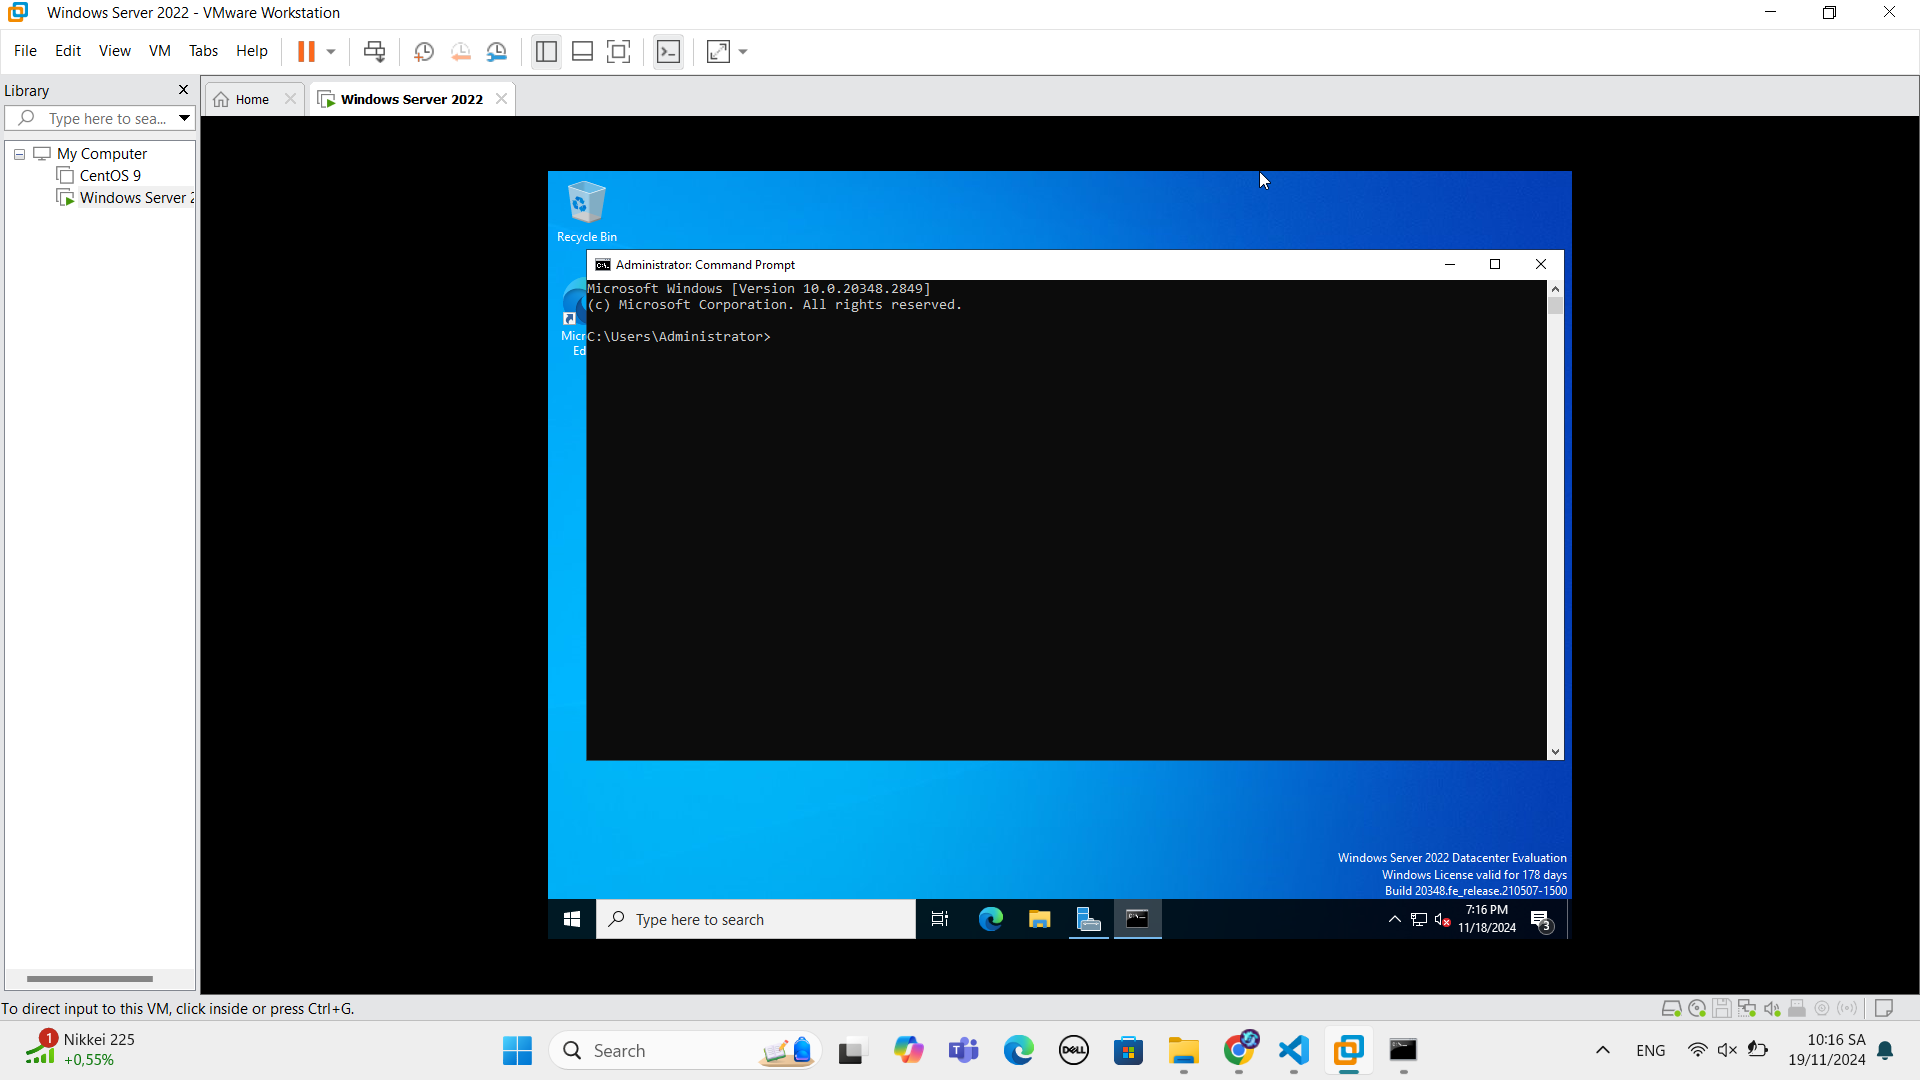 Windows Server 2022 - VMware Workstation
File Edit View VM Tabs Help
Library
Home
Windows Server 2022
Type here to sea...
My Computer
CentOS 9
Windows Server 2
Recycle Bin
Administrator: Command Prompt
Microsoft Windows [Version 10.0.20348.2849]
(c) Microsoft Corporation. All rights reserved.
Micr
Ed
C:\Users\Administrator>
Windows Server 2022 Datacenter Evaluation
Windows License valid for 178 days
Build 20348.fe_release.210507-1500
Type here to search
7:16 PM
11/18/2024
3
To direct input to this VM, click inside or press Ctrl+G.
1
Nikkei 225
+0,55%
Search
DELL
ENG
10:16 SA
19/11/2024